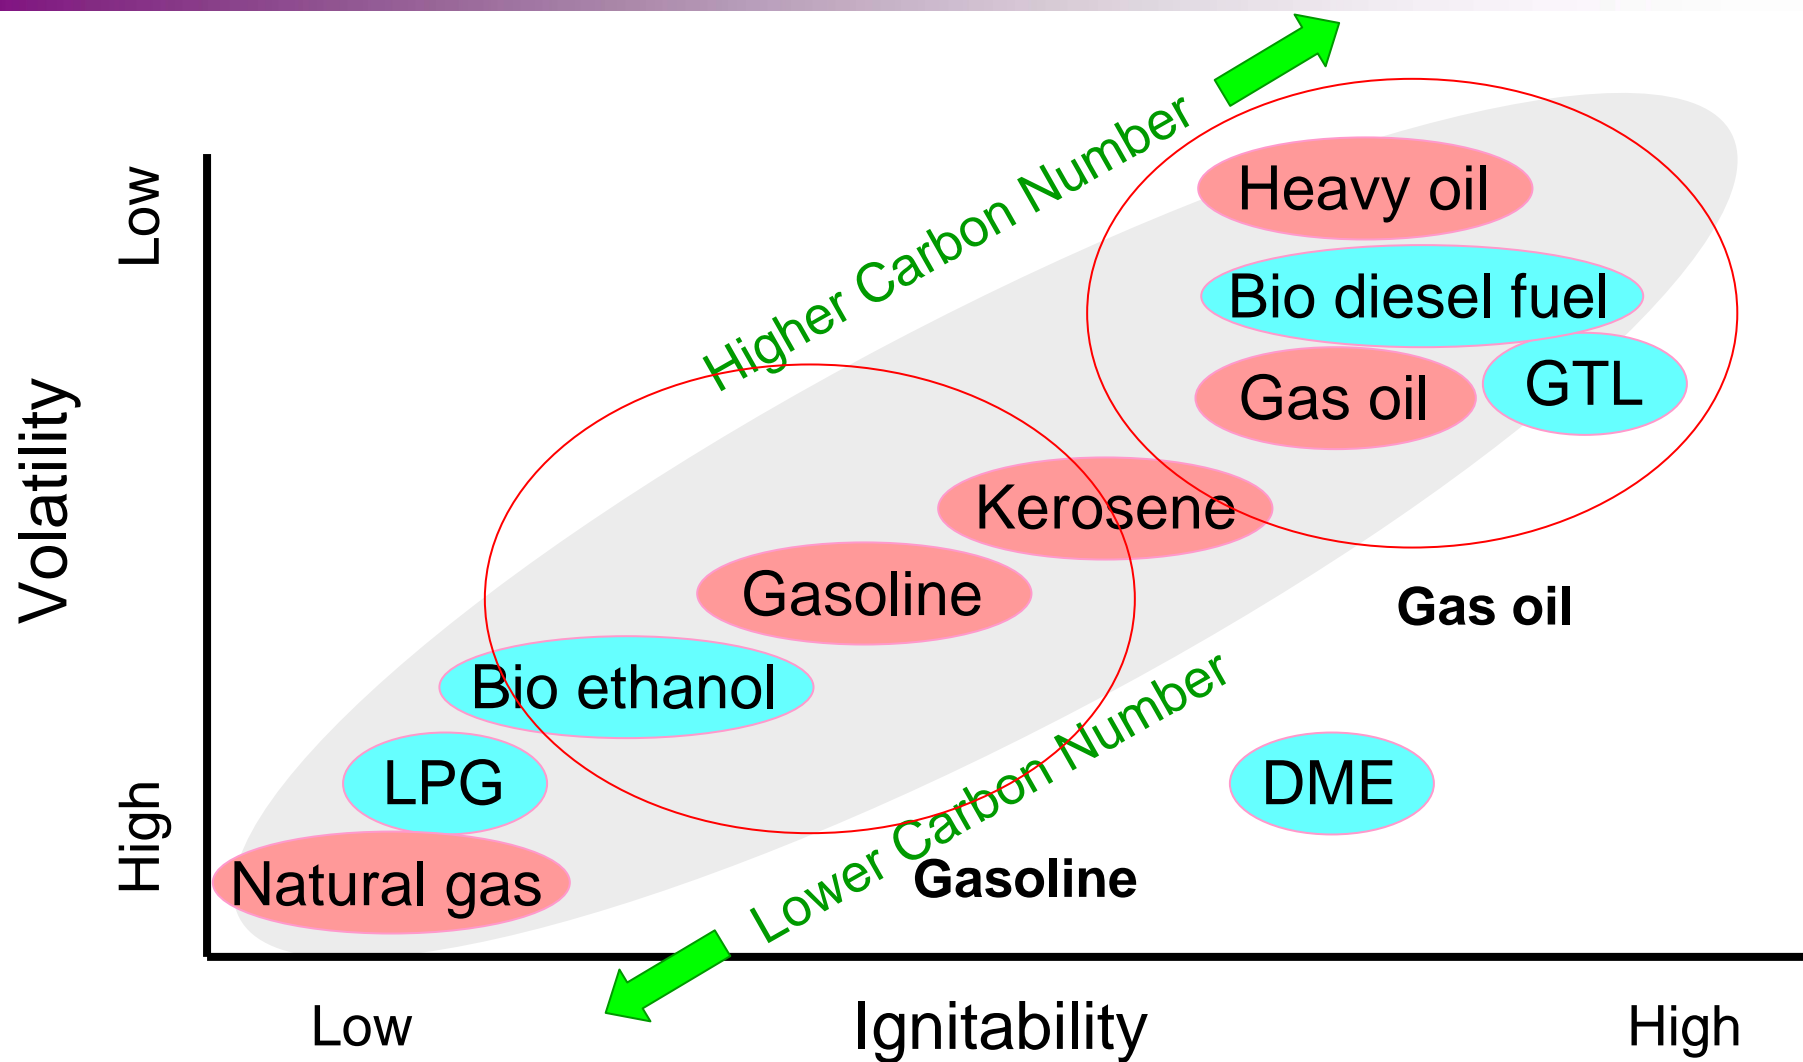 Higher Carbon Number
Low
Heavy oil
Bio diesel fuel
GTL
Gas oil
Volatility
Kerosene
Gasoline
Gas oil
Bio ethanol
Lower Carbon Number
LPG
DME
High
Natural gas
Gasoline
Low
Ignitability
High